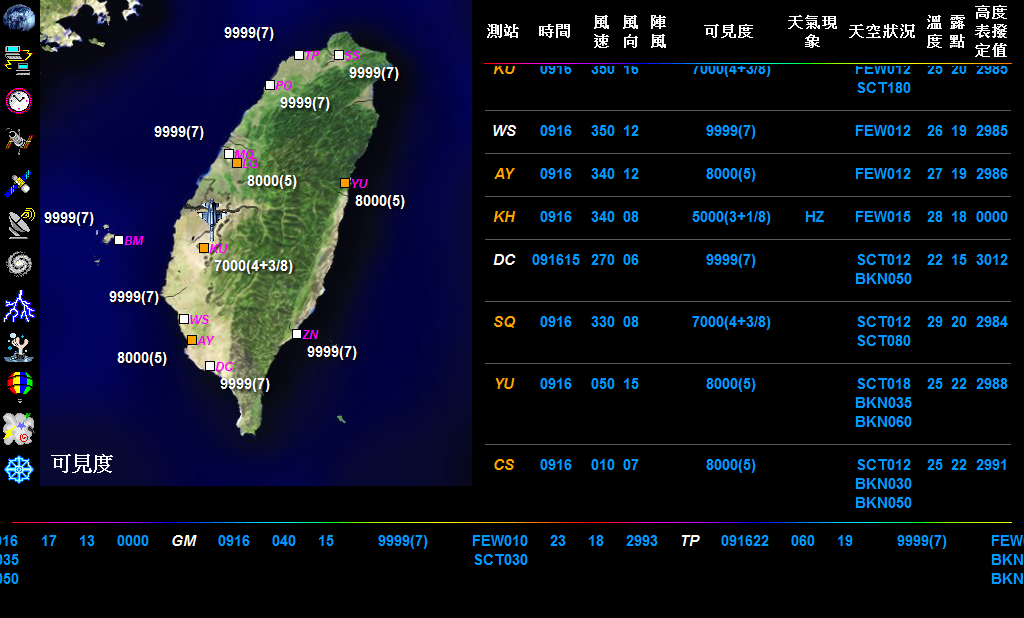 9999(7)
TP
9999(7)
PO
9999(7)
9999(7)
MQ
8000(5)
YU
8000(5)
9999(7)
BM
KU
7000(4+3/8)
9999(7)
WS
ZN
AY
9999(7)
8000(5)
DC
9999(7)
可見度
測站 時間 風速 風向 陣風 可見度 天氣現象 天空狀況 溫度 露點 高度表撥定值
KU 0916 350 16 7000(4+3/8) FEW012 25 20 2985
SCT180
WS 0916 350 12 9999(7) FEW012 26 19 2985
AY 0916 340 12 8000(5) FEW012 27 19 2986
KH 0916 340 08 5000(3+1/8) HZ FEW015 28 18 0000
DC 091615 270 06 9999(7) SCT012 22 15 3012
BKN050
SQ 0916 330 08 7000(4+3/8) SCT012 29 20 2984
SCT080
YU 0916 050 15 8000(5) SCT018 25 22 2988
BKN035
BKN060
CS 0916 010 07 8000(5) SCT012 25 22 2991
BKN030
BKN050
916 17 13 0000 GM 0916 040 15 9999(7) FEW010 23 18 2993 TP 091622 060 19 9999(7) FEW
035 SCT030 BKN
050 BKN